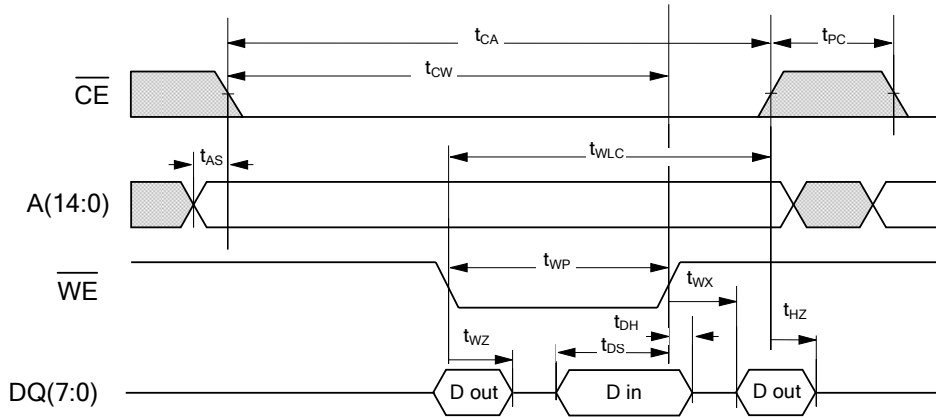 tCA
tPC
CE
tCW
tWLC
tAS
A(14:0)
tWP
WE
tWX
tDH
tHZ
tWZ
tDS
DQ(7:0)
D out
D in
D out